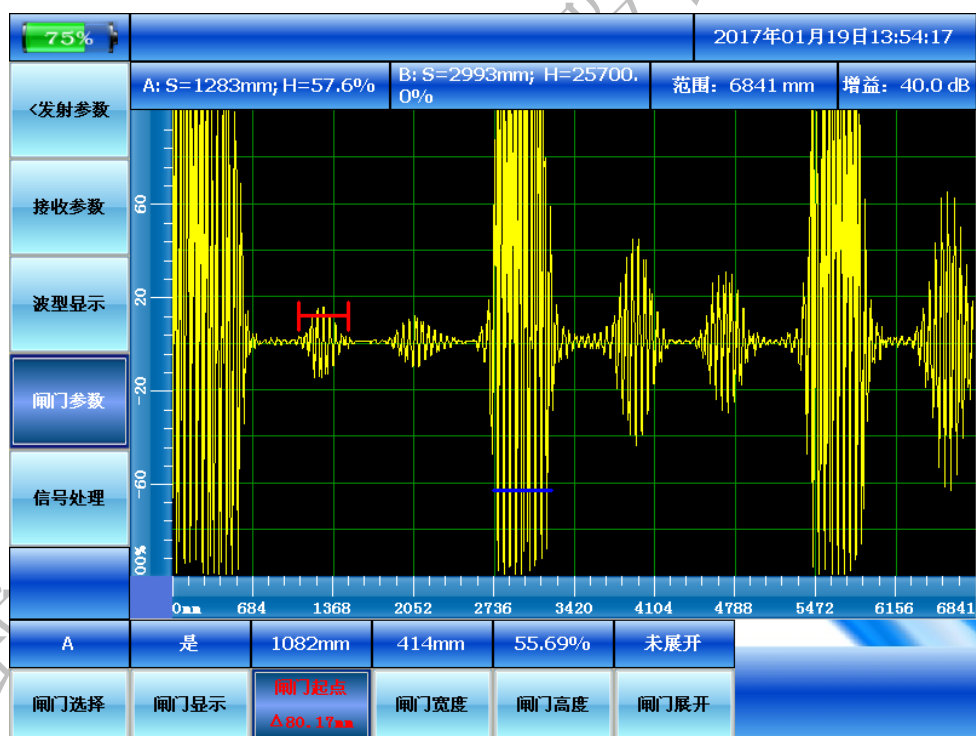 75%
2017年01月19日13:54:17
A: S=1283mm; H=57.6%
B: S=2993mm; H=25700.
0%
范围: 6841 mm
增益: 40.0 dB
<发射参数
接收参数
波型显示
闸门参数
信号处理
60
20
-20
-60
00%
0mm 684 1368 2052 2736 3420 4104 4788 5472 6156 6841
A 是 1082mm 414mm 55.69% 未展开
闸门选择 闸门显示 闸门起点 闸门宽度 闸门高度 闸门展开
△80.17mm